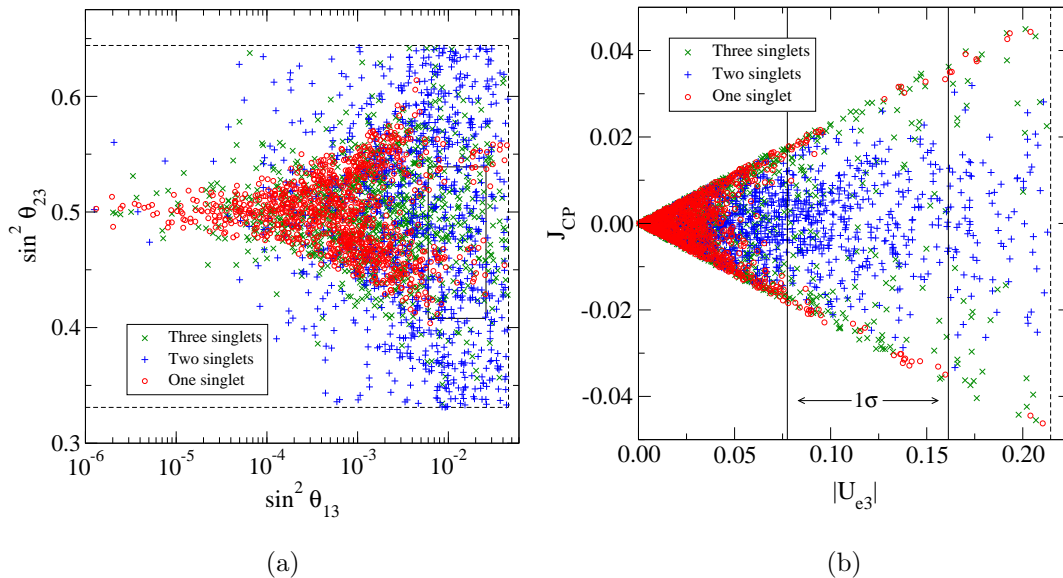 0.6
0.5
0.4
0.3
sin² θ₂₃
Three singlets
Two singlets
One singlet
10⁻⁶ 10⁻⁵ 10⁻⁴ 10⁻³ 10⁻²
sin² θ₁₃
(a)
0.04
0.02
0.00
-0.02
-0.04
J_CP
Three singlets
Two singlets
One singlet
1σ
0.00 0.05 0.10 0.15 0.20
|U_e3|
(b)